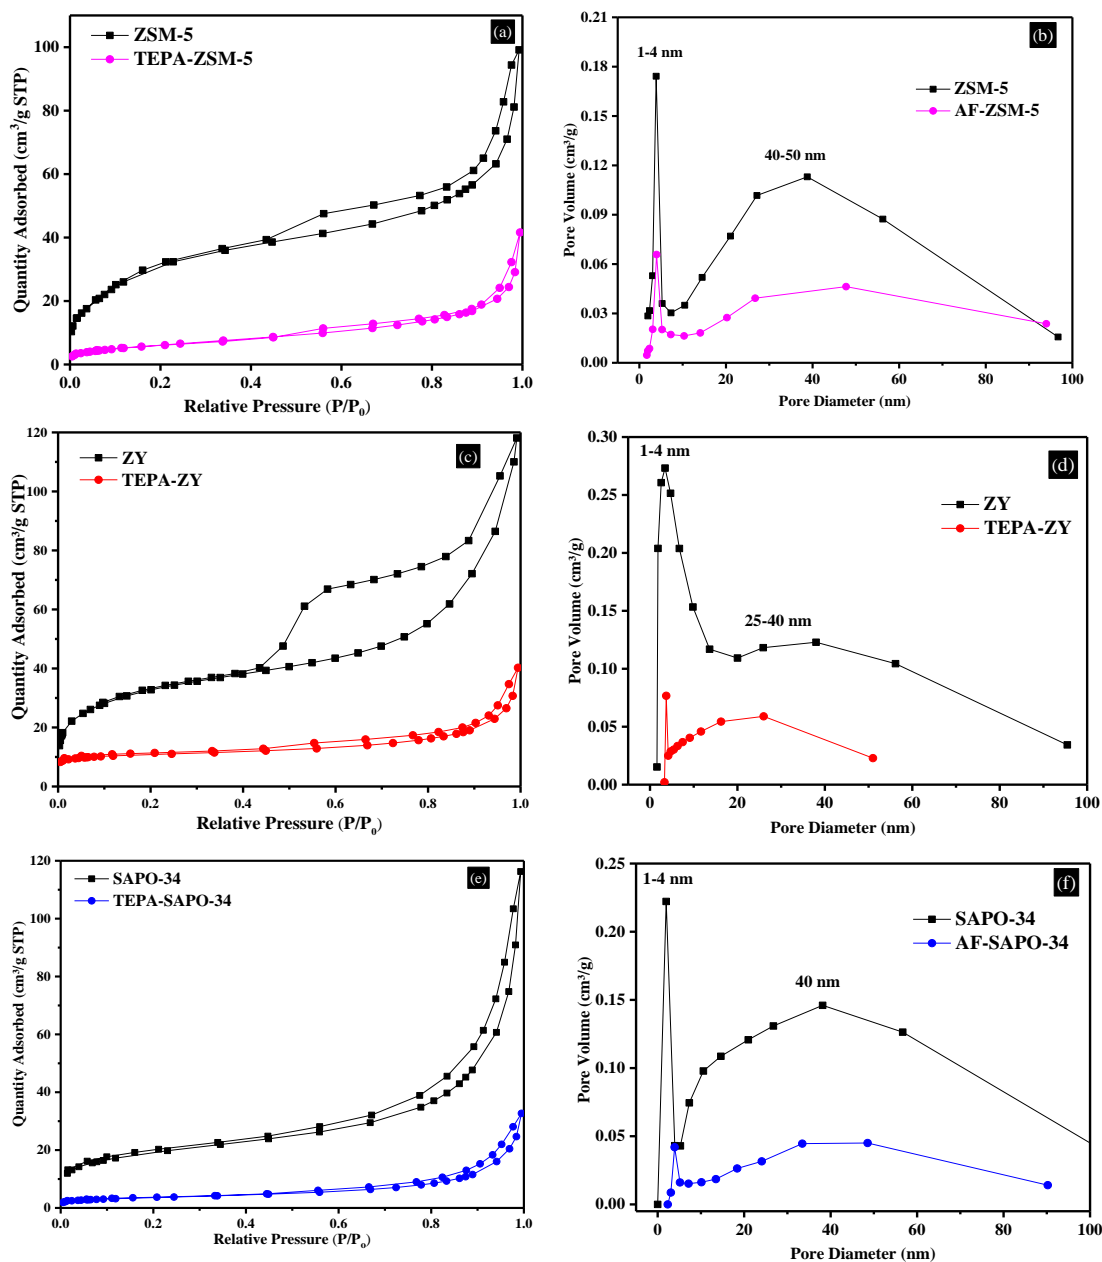 (a)
ZSM-5
TEPA-ZSM-5
100
80
60
40
20
0
0.0 0.2 0.4 0.6 0.8 1.0
Quantity Adsorbed (cm³/g STP)
Relative Pressure (P/P₀)
(b)
1-4 nm
40-50 nm
ZSM-5
AF-ZSM-5
0.21
0.18
0.15
0.12
0.09
0.06
0.03
0.00
0 20 40 60 80 100
Pore Volume (cm³/g)
Pore Diameter (nm)
(c)
ZY
TEPA-ZY
120
100
80
60
40
20
0
0.0 0.2 0.4 0.6 0.8 1.0
Quantity Adsorbed (cm³/g STP)
Relative Pressure (P/P₀)
(d)
1-4 nm
25-40 nm
ZY
TEPA-ZY
0.30
0.25
0.20
0.15
0.10
0.05
0.00
0 20 40 60 80 100
Pore Volume (cm³/g)
Pore Diameter (nm)
(e)
SAPO-34
TEPA-SAPO-34
120
100
80
60
40
20
0
0.0 0.2 0.4 0.6 0.8 1.0
Quantity Adsorbed (cm³/g STP)
Relative Pressure (P/P₀)
(f)
1-4 nm
40 nm
SAPO-34
AF-SAPO-34
0.25
0.20
0.15
0.10
0.05
0.00
0 20 40 60 80 100
Pore Volume (cm³/g)
Pore Diameter (nm)